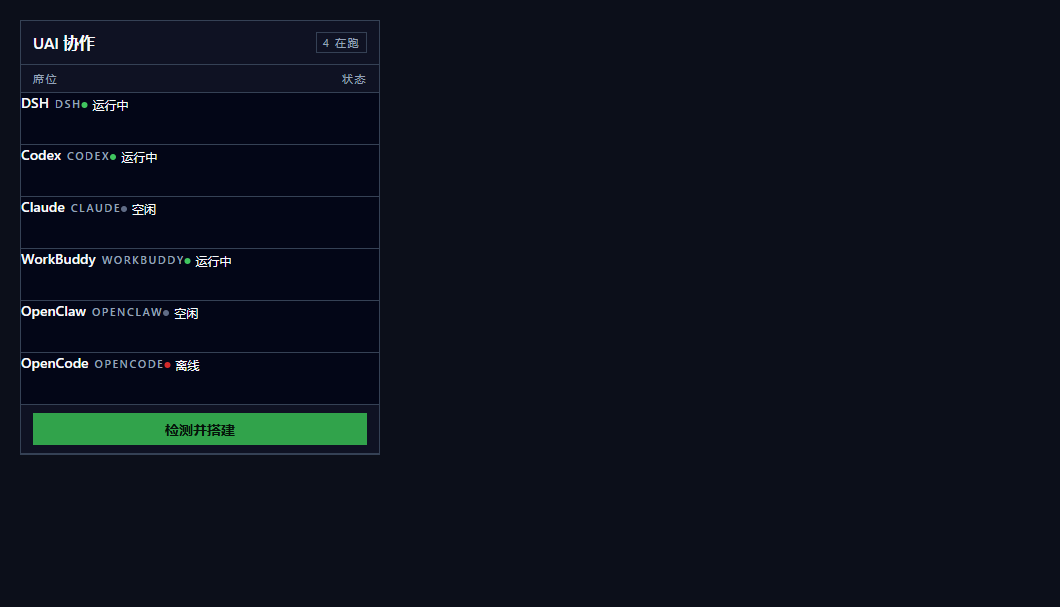 UAI 协作
4 在跑
席位 状态
DSH DSH 运行中
Codex CODEX 运行中
Claude CLAUDE 空闲
WorkBuddy WORKBUDDY 运行中
OpenClaw OPENCLAW 空闲
OpenCode OPENCODE 离线
检测并搭建